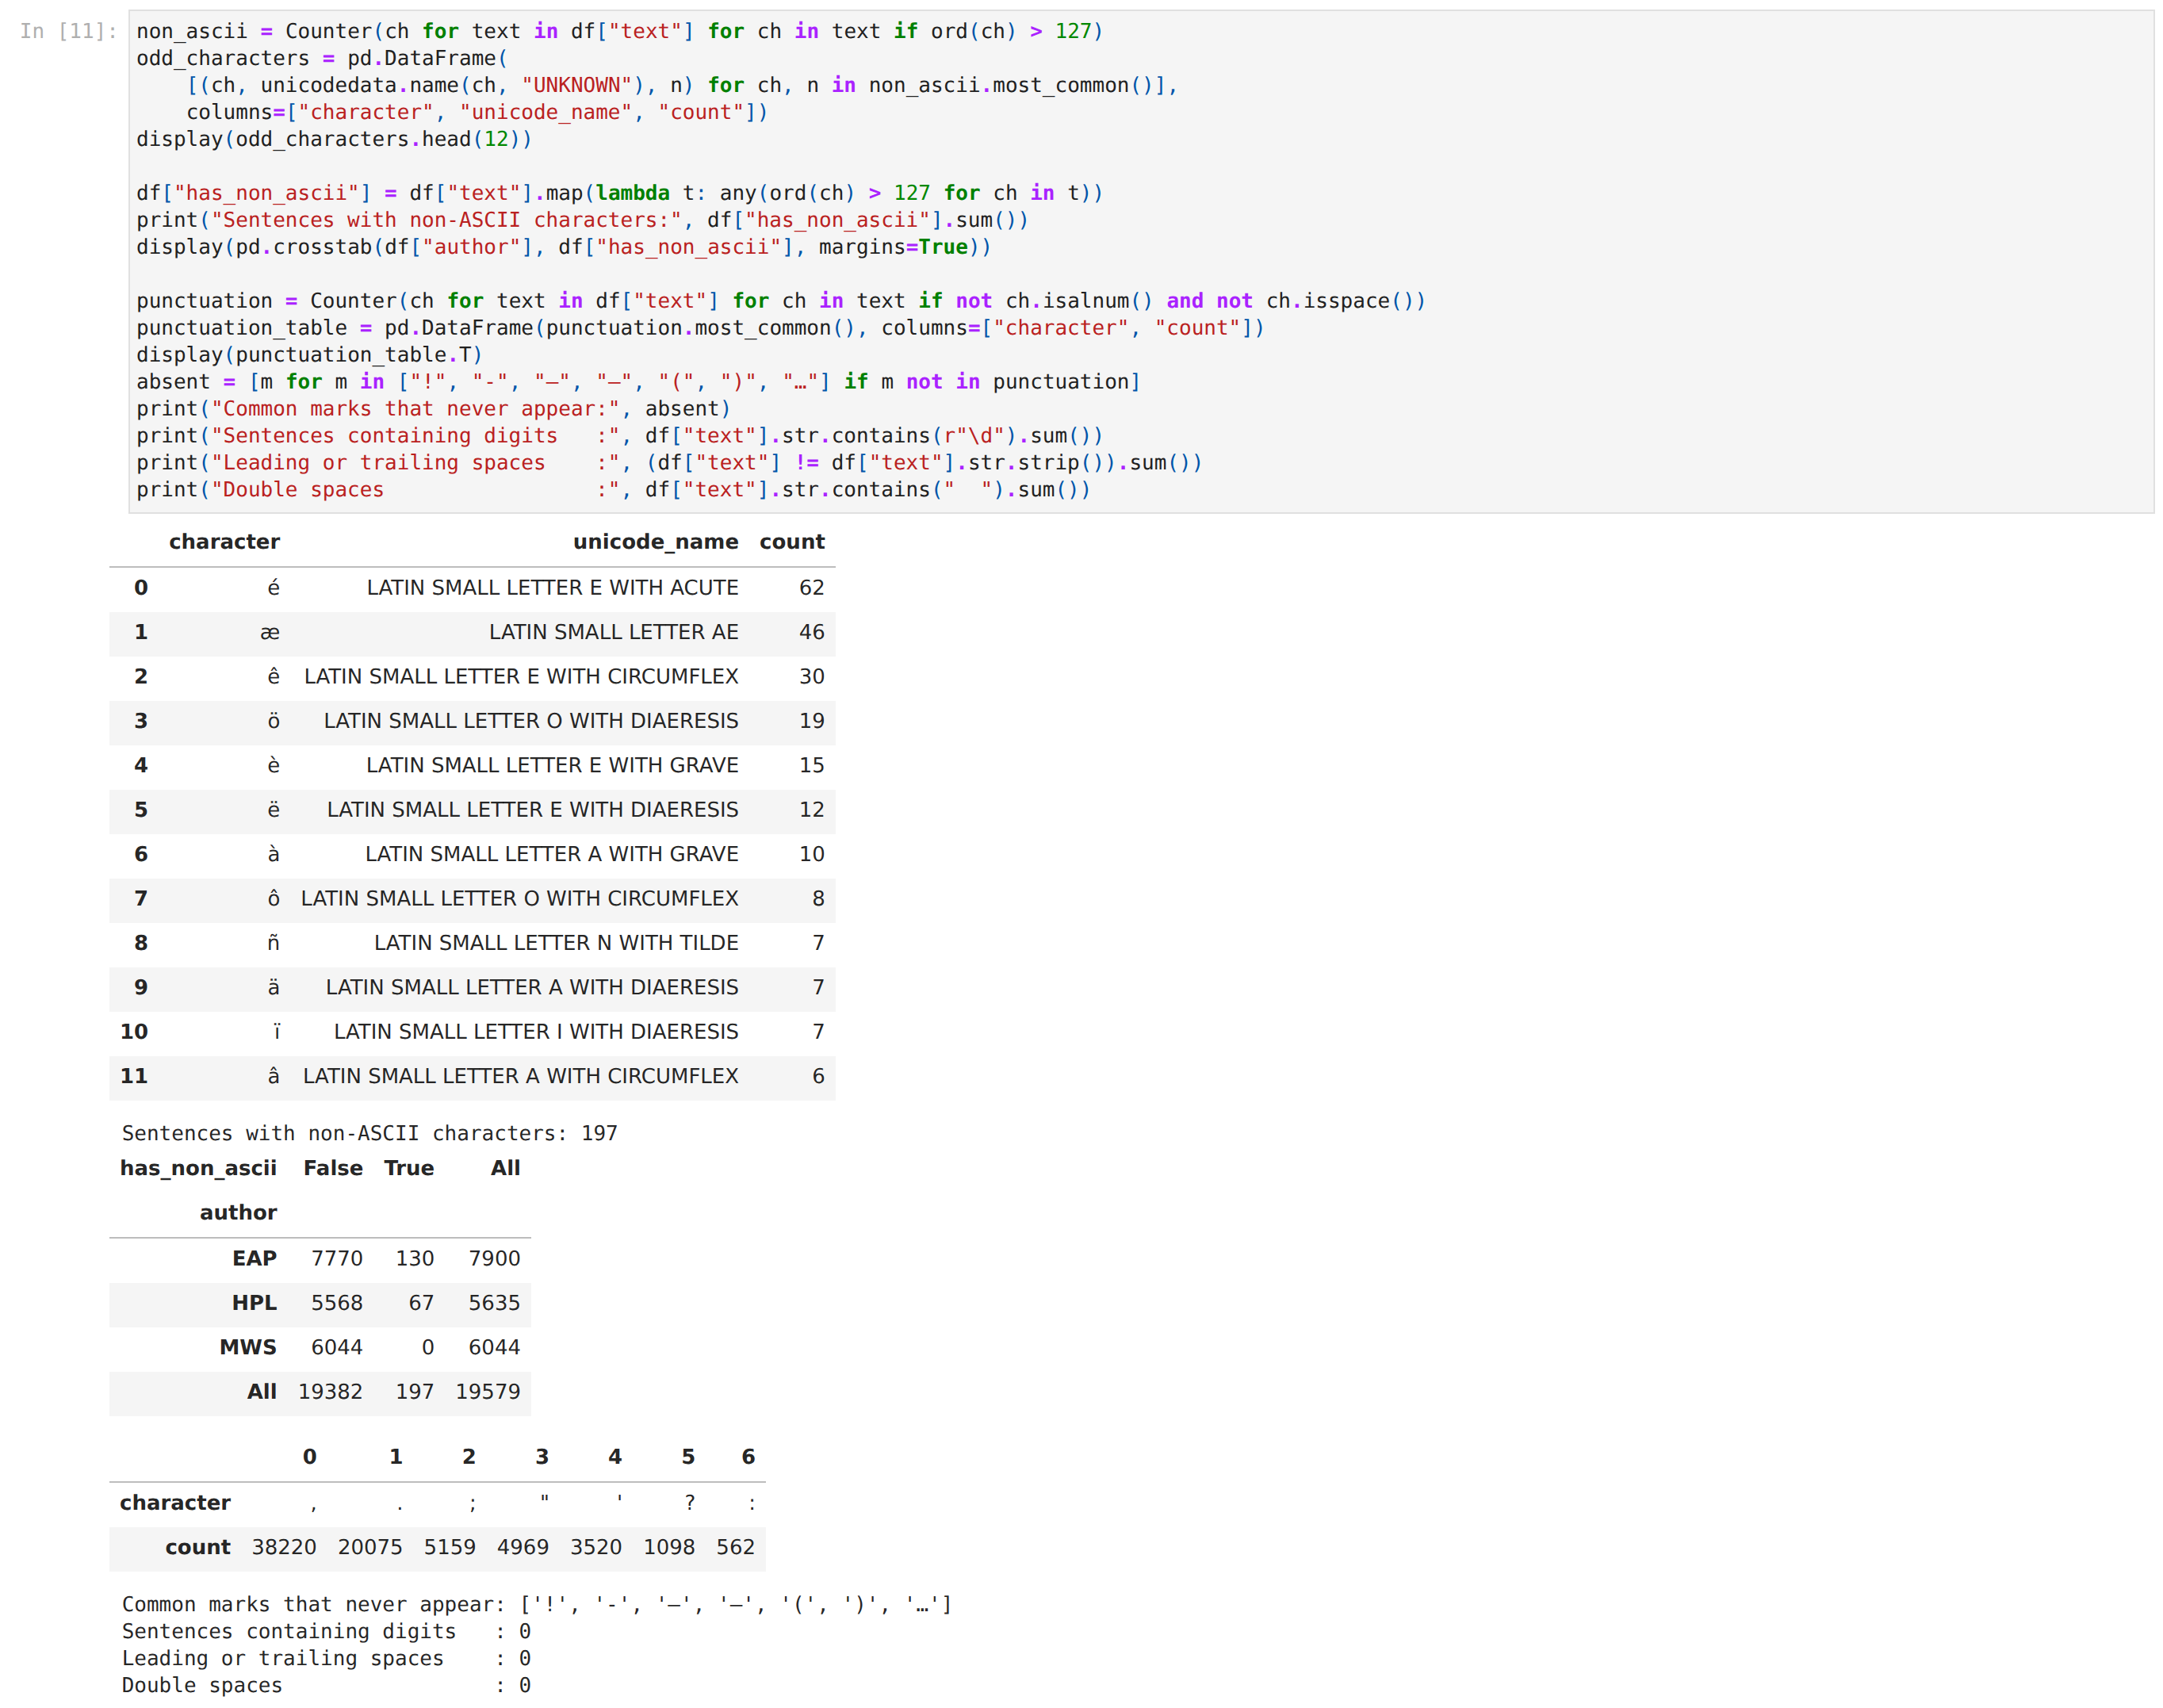 In [11]: non_ascii = Counter(ch for text in df["text"] for ch in text if ord(ch) > 127)
odd_characters = pd.DataFrame(
    [(ch, unicodedata.name(ch, "UNKNOWN"), n) for ch, n in non_ascii.most_common()],
    columns=["character", "unicode_name", "count"])
display(odd_characters.head(12))

df["has_non_ascii"] = df["text"].map(lambda t: any(ord(ch) > 127 for ch in t))
print("Sentences with non-ASCII characters:", df["has_non_ascii"].sum())
display(pd.crosstab(df["author"], df["has_non_ascii"], margins=True))

punctuation = Counter(ch for text in df["text"] for ch in text if not ch.isalnum() and not ch.isspace())
punctuation_table = pd.DataFrame(punctuation.most_common(), columns=["character", "count"])
display(punctuation_table.T)
absent = [m for m in ["!", "-", "—", "–", "(", ")", "…"] if m not in punctuation]
print("Common marks that never appear:", absent)
print("Sentences containing digits   :", df["text"].str.contains(r"\d").sum())
print("Leading or trailing spaces    :", (df["text"] != df["text"].str.strip()).sum())
print("Double spaces                 :", df["text"].str.contains("  ").sum())
character unicode_name count
0 é LATIN SMALL LETTER E WITH ACUTE 62
1 æ LATIN SMALL LETTER AE 46
2 ê LATIN SMALL LETTER E WITH CIRCUMFLEX 30
3 ö LATIN SMALL LETTER O WITH DIAERESIS 19
4 è LATIN SMALL LETTER E WITH GRAVE 15
5 ë LATIN SMALL LETTER E WITH DIAERESIS 12
6 à LATIN SMALL LETTER A WITH GRAVE 10
7 ô LATIN SMALL LETTER O WITH CIRCUMFLEX 8
8 ñ LATIN SMALL LETTER N WITH TILDE 7
9 ä LATIN SMALL LETTER A WITH DIAERESIS 7
10 ï LATIN SMALL LETTER I WITH DIAERESIS 7
11 â LATIN SMALL LETTER A WITH CIRCUMFLEX 6
Sentences with non-ASCII characters: 197
has_non_ascii False True All
author
EAP 7770 130 7900
HPL 5568 67 5635
MWS 6044 0 6044
All 19382 197 19579
0 1 2 3 4 5 6
character , . ; " ' ? :
count 38220 20075 5159 4969 3520 1098 562
Common marks that never appear: ['!', '-', '—', '–', '(', ')', '…']
Sentences containing digits   : 0
Leading or trailing spaces    : 0
Double spaces                 : 0